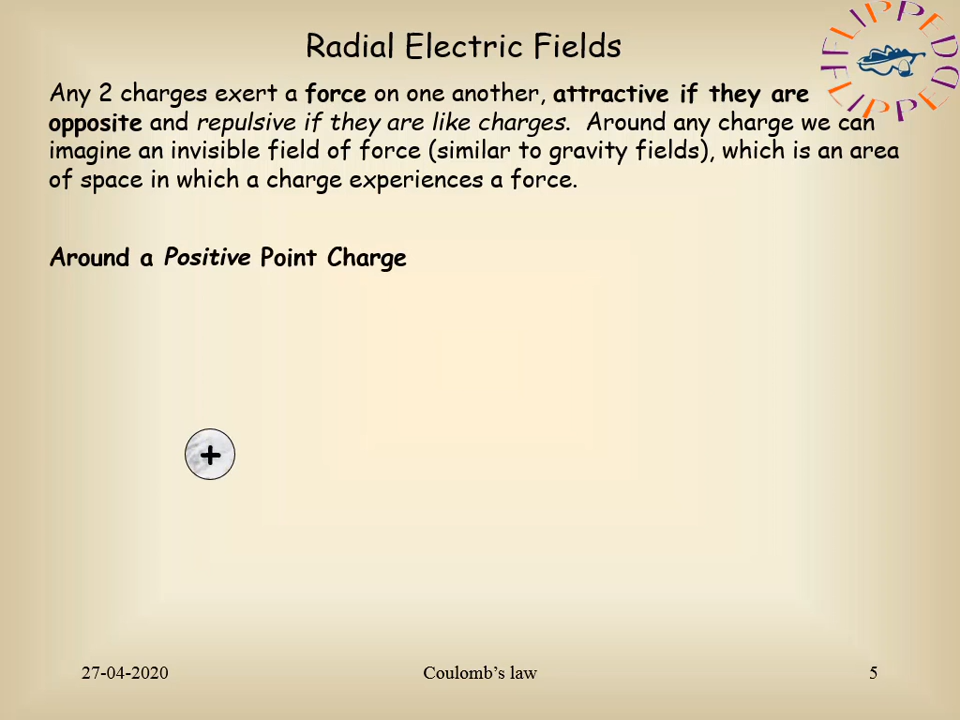 Radial Electric Fields
FLIPPED
FLIPPED
Any 2 charges exert a force on one another, attractive if they are
opposite and repulsive if they are like charges. Around any charge we can
imagine an invisible field of force (similar to gravity fields), which is an area
of space in which a charge experiences a force.
Around a Positive Point Charge
+
27-04-2020 Coulomb’s law 5